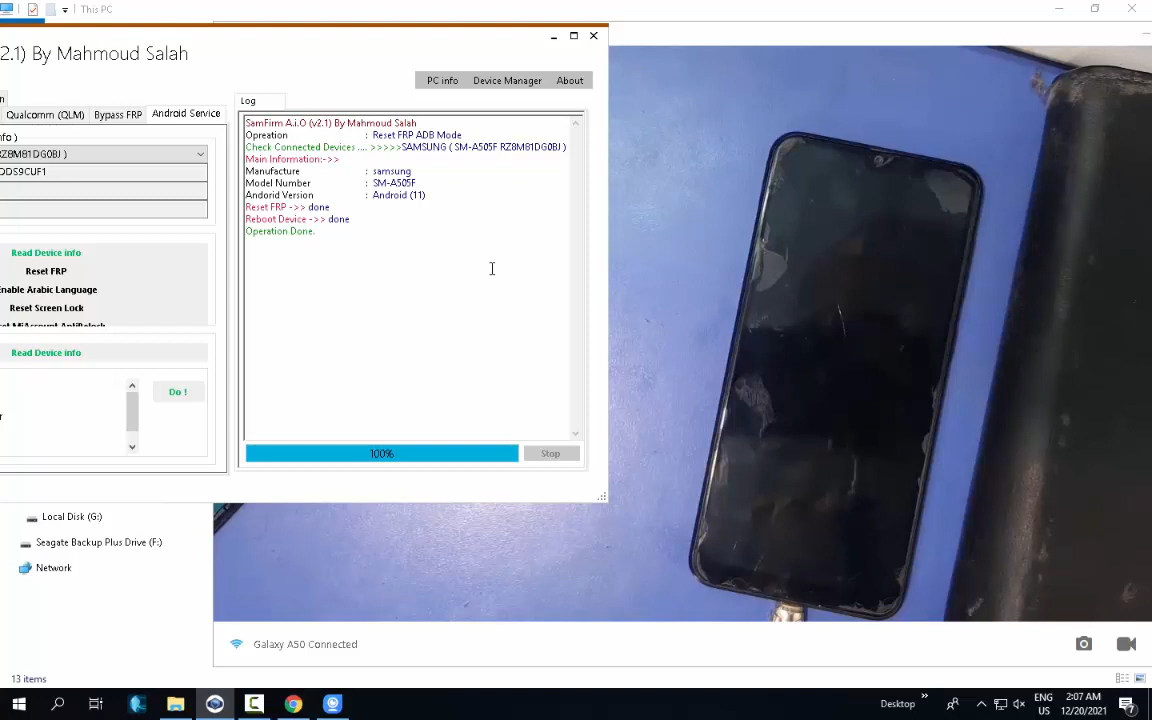 This PC
2.1) By Mahmoud Salah
PC info Device Manager About
Log
Qualcomm (QLM) Bypass FRP Android Service
nfo )
RZ8M81DG0BJ )
DDS9CUF1
SamFirm A.i.O (v2.1) By Mahmoud Salah
Opreation : Reset FRP ADB Mode
Check Connected Devices .... >>>>>SAMSUNG ( SM-A505F RZ8M81DG0BJ )
Main Information:->>
Manufacture : samsung
Model Number : SM-A505F
Andorid Version : Android (11)
Reset FRP ->> done
Reboot Device ->> done
Operation Done.
Read Device info
Reset FRP
Enable Arabic Language
Reset Screen Lock
Read Device info
Do !
100%
Stop
Local Disk (G:)
Seagate Backup Plus Drive (F:)
Network
Galaxy A50 Connected
13 items
Desktop
ENG
US
2:07 AM
12/20/2021
7